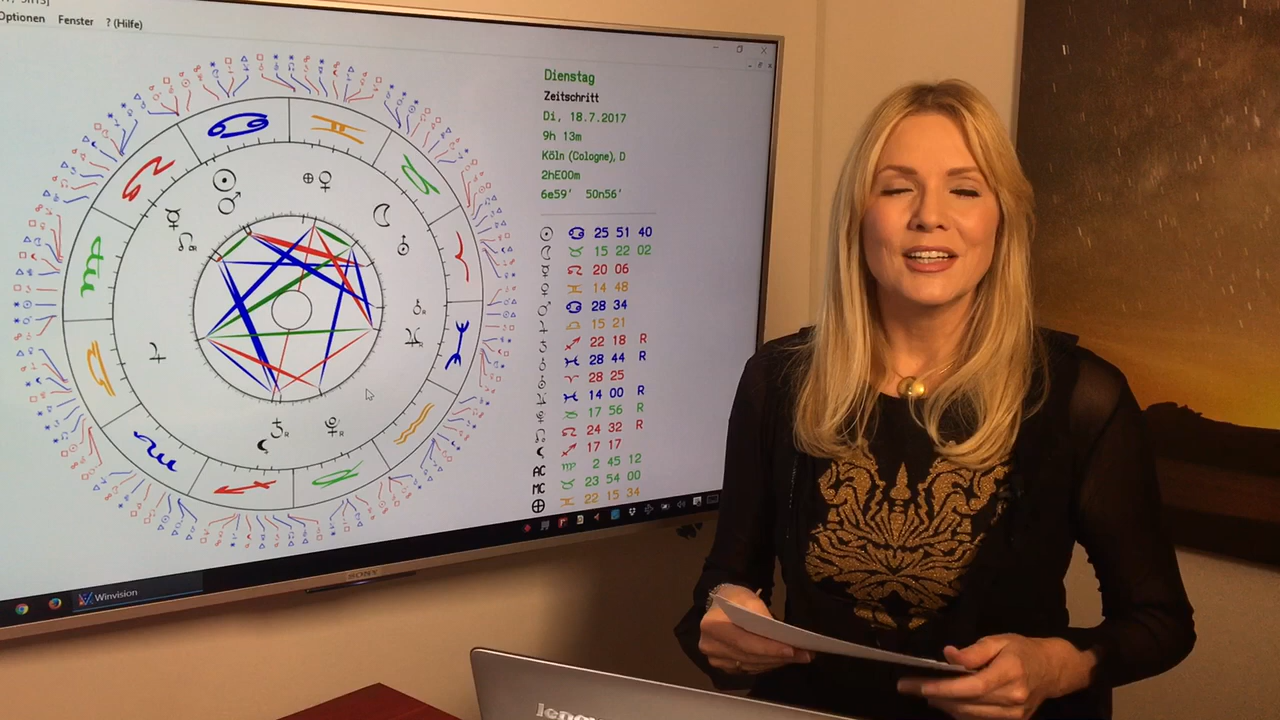 Optionen Fenster ? (Hilfe)
Dienstag
Zeitschritt
Di, 18.7.2017
9h 13m
Köln (Cologne), D
2hE00m
6e59' 50n56'
☉ ♋ 25 51 40
☽ ♉ 15 22 02
☿ ♌ 20 06
♀ ♊ 14 48
♂ ♋ 28 34
♃ ♎ 15 21
♄ ♐ 22 18 R
⚷ ♓ 28 44 R
♅ ♈ 28 25
♆ ♓ 14 00 R
♇ ♑ 17 56 R
☊ ♌ 24 32 R
⚸ ♐ 17 17
AC ♍ 2 45 12
MC ♉ 23 54 00
⊕ ♊ 22 15 34
Winvision
SONY